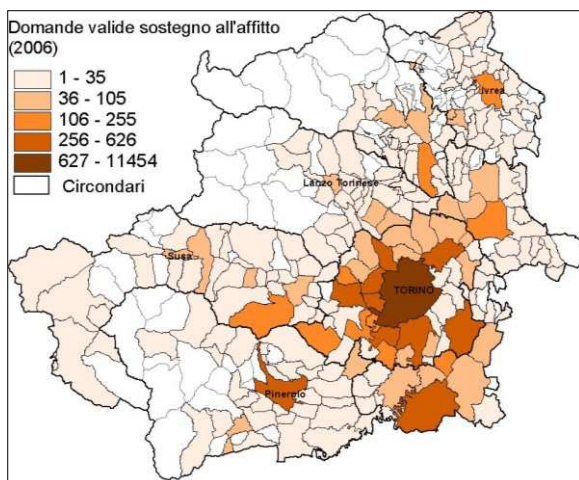 Domande valide sostegno all'affitto
(2006)
1 - 35
36 - 105
106 - 255
256 - 626
627 - 11454
Circondari
Ivrea
Lanzo Torinese
Susa
TORINO
Pinerolo